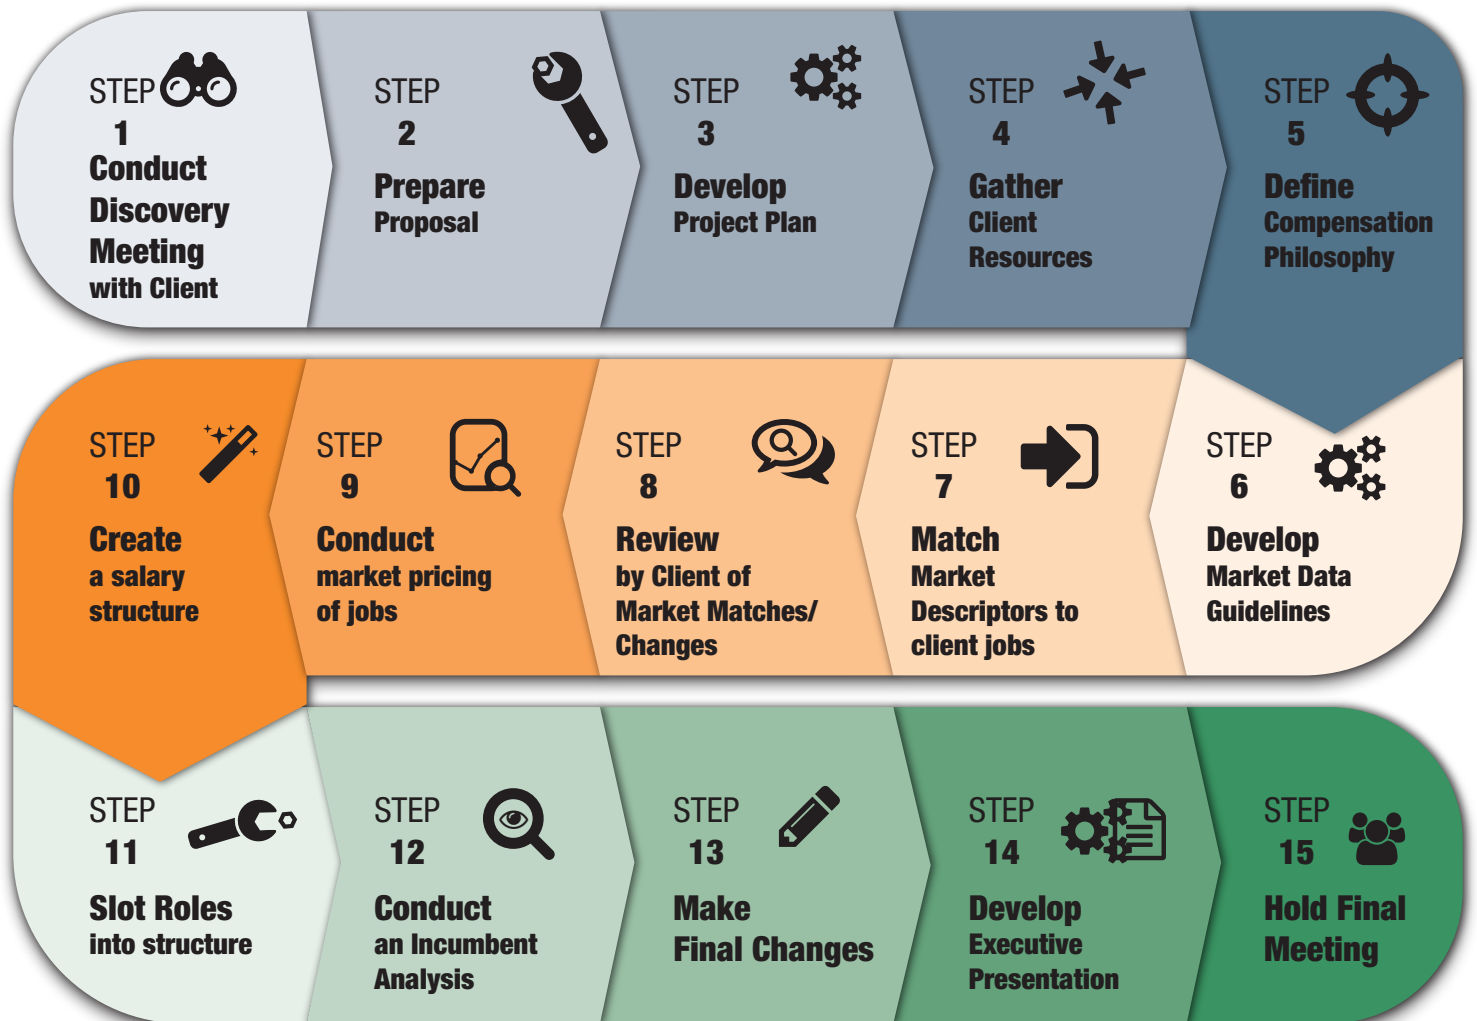 STEP
1
Conduct
Discovery
Meeting
with Client
STEP
2
Prepare
Proposal
STEP
3
Develop
Project Plan
STEP
4
Gather
Client
Resources
STEP
5
Define
Compensation
Philosophy
STEP
6
Develop
Market Data
Guidelines
STEP
7
Match
Market
Descriptors to
client jobs
STEP
8
Review
by Client of
Market Matches/
Changes
STEP
9
Conduct
market pricing
of jobs
STEP
10
Create
a salary
structure
STEP
11
Slot Roles
into structure
STEP
12
Conduct
an Incumbent
Analysis
STEP
13
Make
Final Changes
STEP
14
Develop
Executive
Presentation
STEP
15
Hold Final
Meeting